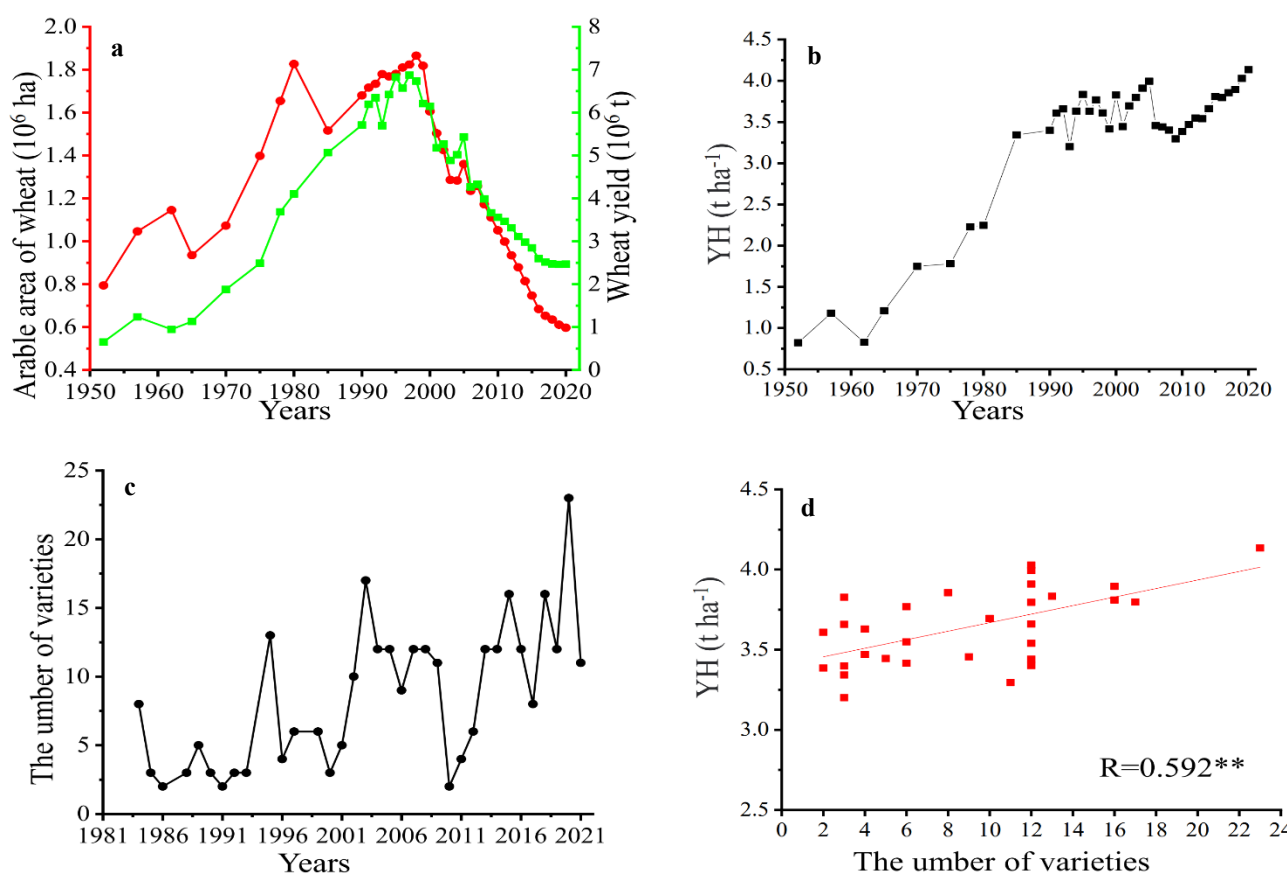 a
Arable area of wheat (10⁶ ha)
2.0
1.8
1.6
1.4
1.2
1.0
0.8
0.6
0.4
8
7
6
5
4
3
2
1
0
Wheat yield (10⁶ t)
1950 1960 1970 1980 1990 2000 2010 2020
Years
b
YH (t ha⁻¹)
4.5
4.0
3.5
3.0
2.5
2.0
1.5
1.0
0.5
1950 1960 1970 1980 1990 2000 2010 2020
Years
c
The umber of varieties
25
20
15
10
5
0
1981 1986 1991 1996 2001 2006 2011 2016 2021
Years
d
YH (t ha⁻¹)
4.5
4.0
3.5
3.0
2.5
R=0.592**
0 2 4 6 8 10 12 14 16 18 20 22 24
The umber of varieties